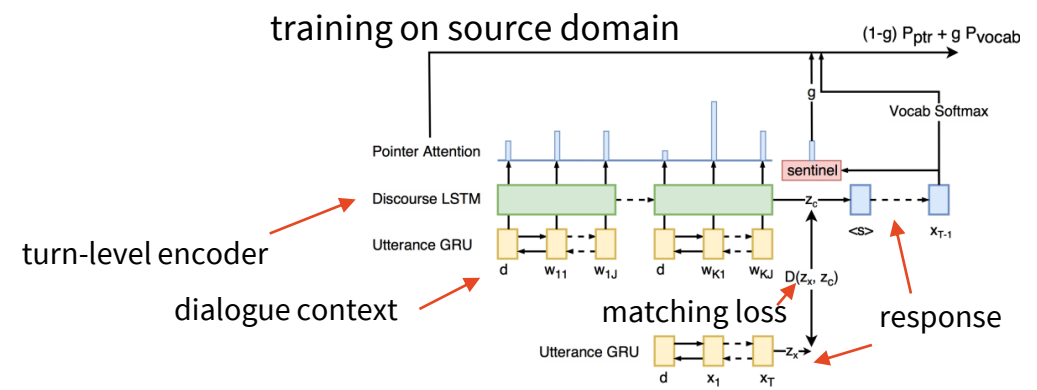 training on source domain
(1-g) Pptr + g Pvocab
g
Vocab Softmax
Pointer Attention
sentinel
Discourse LSTM
zc
<s>
xT-1
turn-level encoder
Utterance GRU
d w11 w1J d wK1 wKJ
D(zx, zc)
dialogue context
matching loss
response
Utterance GRU
zx
d x1 xT